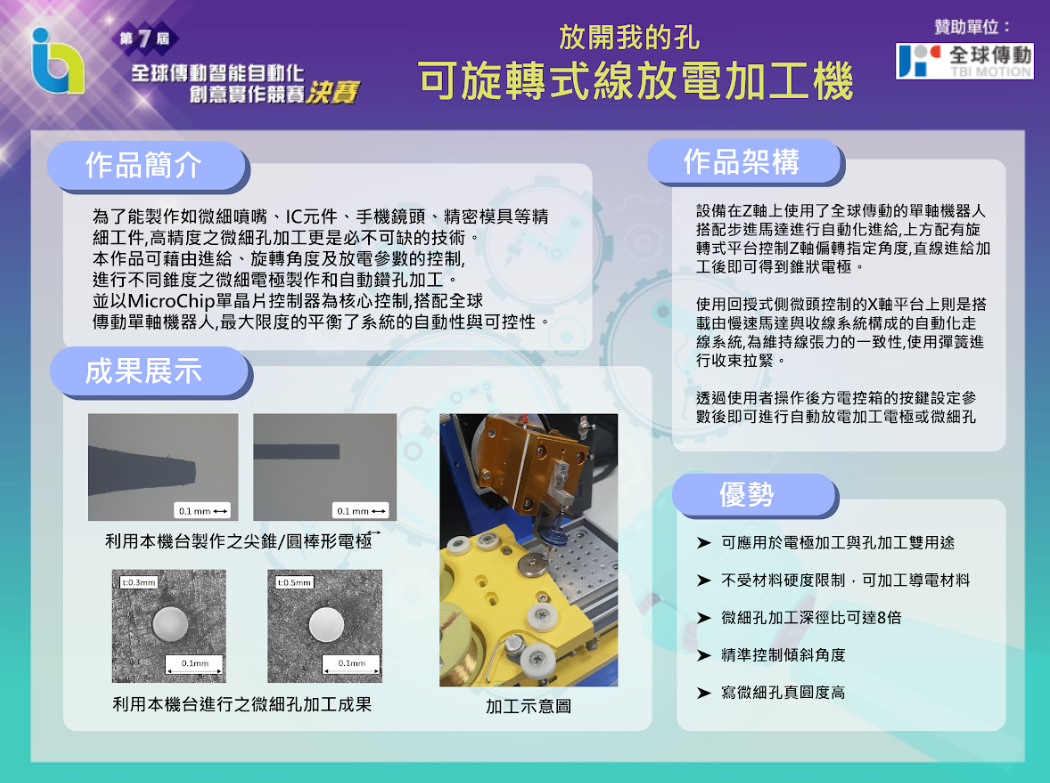 第7屆
全球傳動智能自動化
創意實作競賽決賽
放開我的孔
可旋轉式線放電加工機
贊助單位：
全球傳動
TBI MOTION
作品簡介
為了能製作如微細噴嘴、IC元件、手機鏡頭、精密模具等精
細工件,高精度之微細孔加工更是必不可缺的技術。
本作品可藉由進給、旋轉角度及放電參數的控制,
進行不同錐度之微細電極製作和自動鑽孔加工。
並以MicroChip單晶片控制器為核心控制,搭配全球
傳動單軸機器人,最大限度的平衡了系統的自動性與可控性。
成果展示
0.1 mm
0.1 mm
利用本機台製作之尖錐/圓棒形電極
t:0.3mm
0.1mm
t:0.5mm
0.1mm
利用本機台進行之微細孔加工成果
加工示意圖
作品架構
設備在Z軸上使用了全球傳動的單軸機器人
搭配步進馬達進行自動化進給,上方配有旋
轉式平台控制Z軸偏轉指定角度,直線進給加
工後即可得到錐狀電極。
使用回授式側微頭控制的X軸平台上則是搭
載由慢速馬達與收線系統構成的自動化走
線系統,為維持線張力的一致性,使用彈簧進
行收束拉緊。
透過使用者操作後方電控箱的按鍵設定參
數後即可進行自動放電加工電極或微細孔
優勢
➤ 可應用於電極加工與孔加工雙用途
➤ 不受材料硬度限制，可加工導電材料
➤ 微細孔加工深徑比可達8倍
➤ 精準控制傾斜角度
➤ 寫微細孔真圓度高